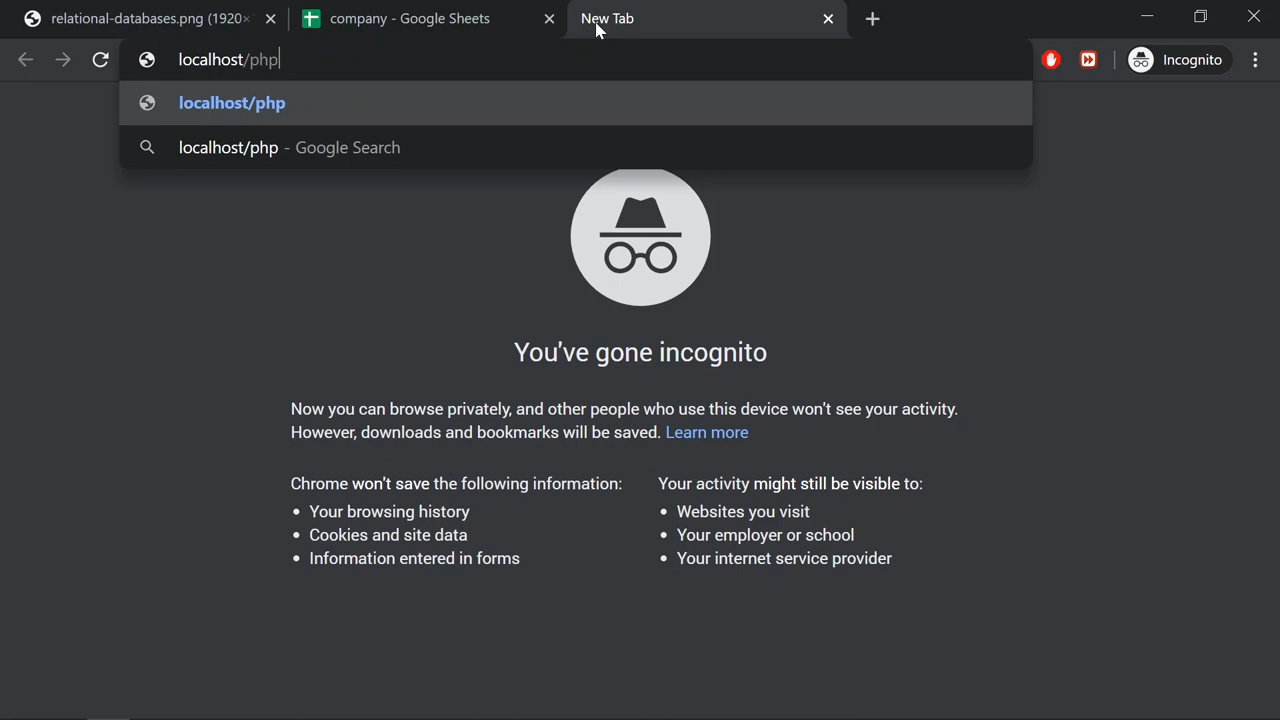 relational-databases.png (1920×
company - Google Sheets
New Tab
localhost/php
Incognito
localhost/php
localhost/php - Google Search
You've gone incognito
Now you can browse privately, and other people who use this device won't see your activity.
However, downloads and bookmarks will be saved. Learn more
Chrome won't save the following information:
• Your browsing history
• Cookies and site data
• Information entered in forms
Your activity might still be visible to:
• Websites you visit
• Your employer or school
• Your internet service provider